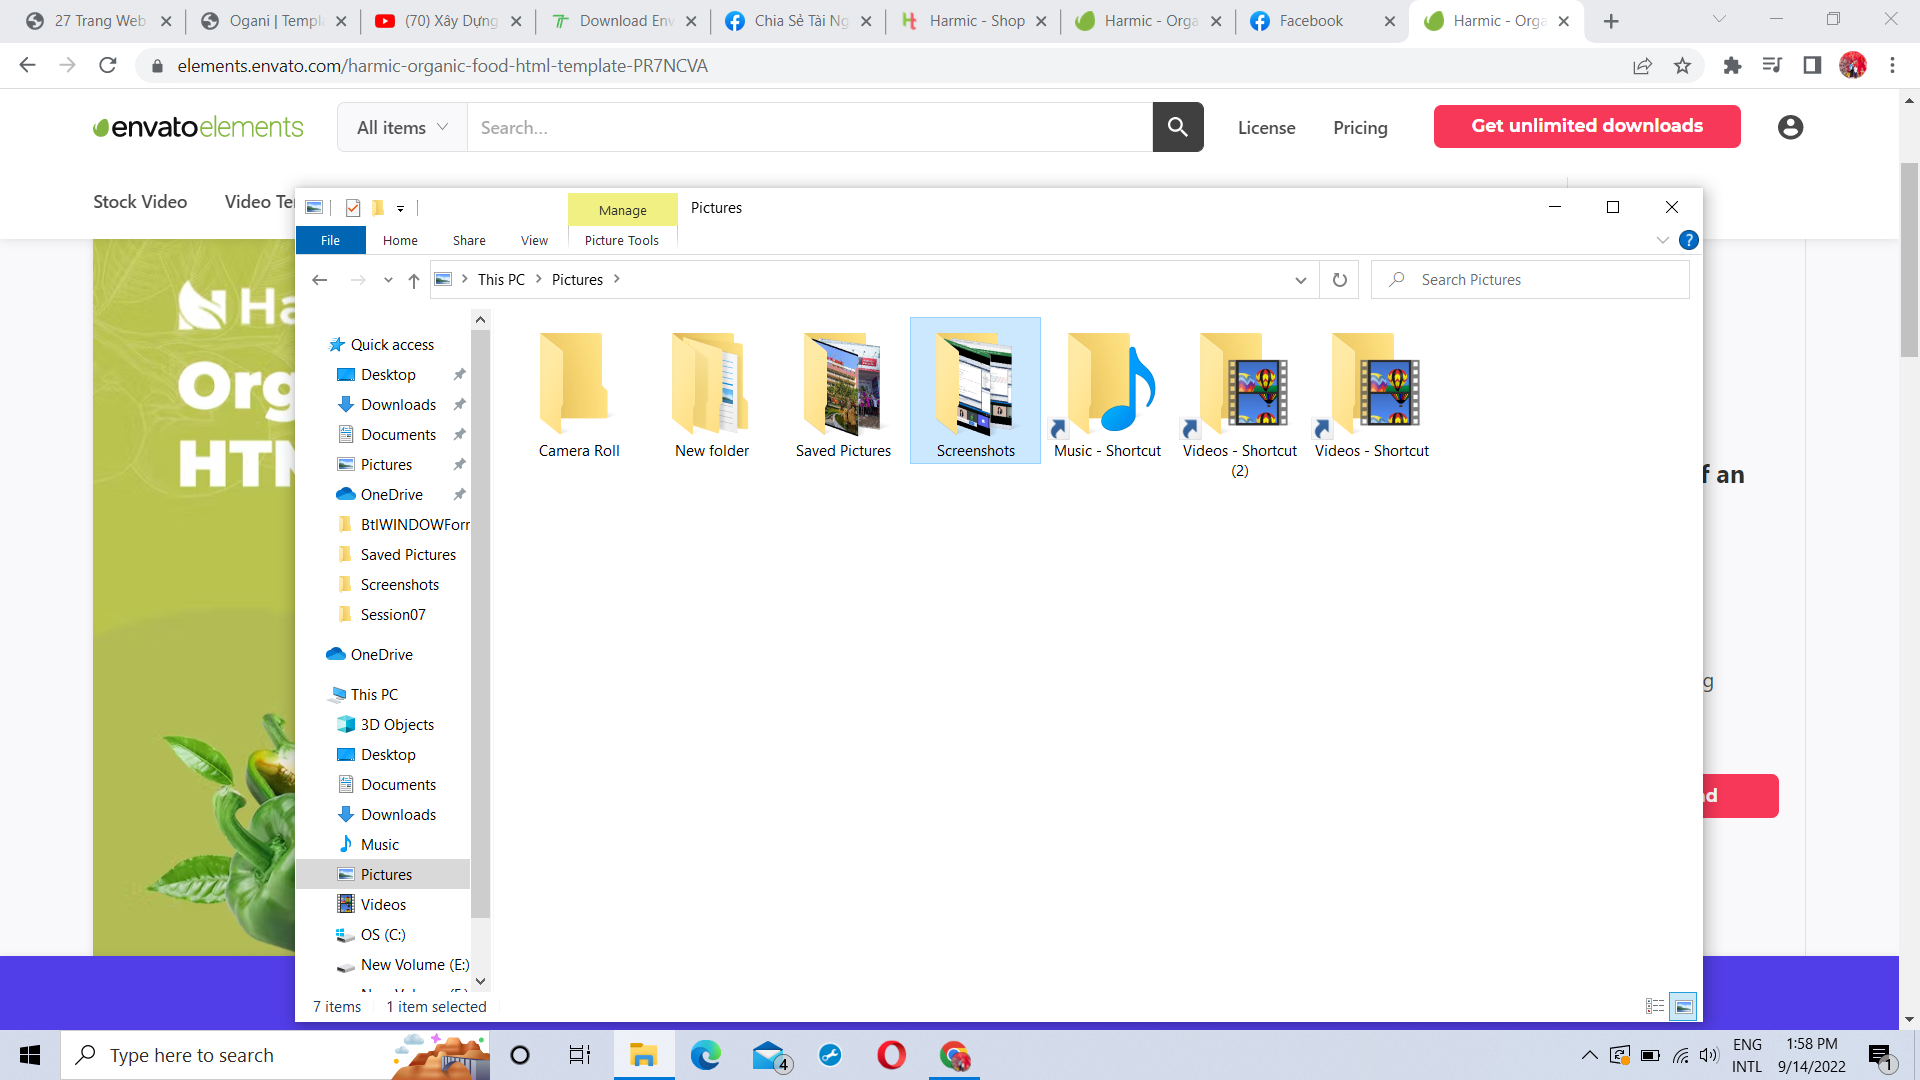 27 Trang Web
Ogani | Templa
(70) Xây Dựng
Download Env
Chia Sẻ Tài Ng
Harmic - Shop
Harmic - Orga
Facebook
Harmic - Orga
elements.envato.com/harmic-organic-food-html-template-PR7NCVA
envatoelements
All items
Search...
License
Pricing
Get unlimited downloads
Stock Video
Video Te
Manage
Pictures
File
Home
Share
View
Picture Tools
This PC
Pictures
Search Pictures
Ha
Org
HTM
Quick access
Desktop
Downloads
Documents
Pictures
OneDrive
BtlWINDOWForr
Saved Pictures
Screenshots
Session07
OneDrive
This PC
3D Objects
Desktop
Documents
Downloads
Music
Pictures
Videos
OS (C:)
New Volume (E:)
Camera Roll
New folder
Saved Pictures
Screenshots
Music - Shortcut
Videos - Shortcut
(2)
Videos - Shortcut
f an
g
ad
7 items
1 item selected
Type here to search
4
ENG
INTL
1:58 PM
9/14/2022
1